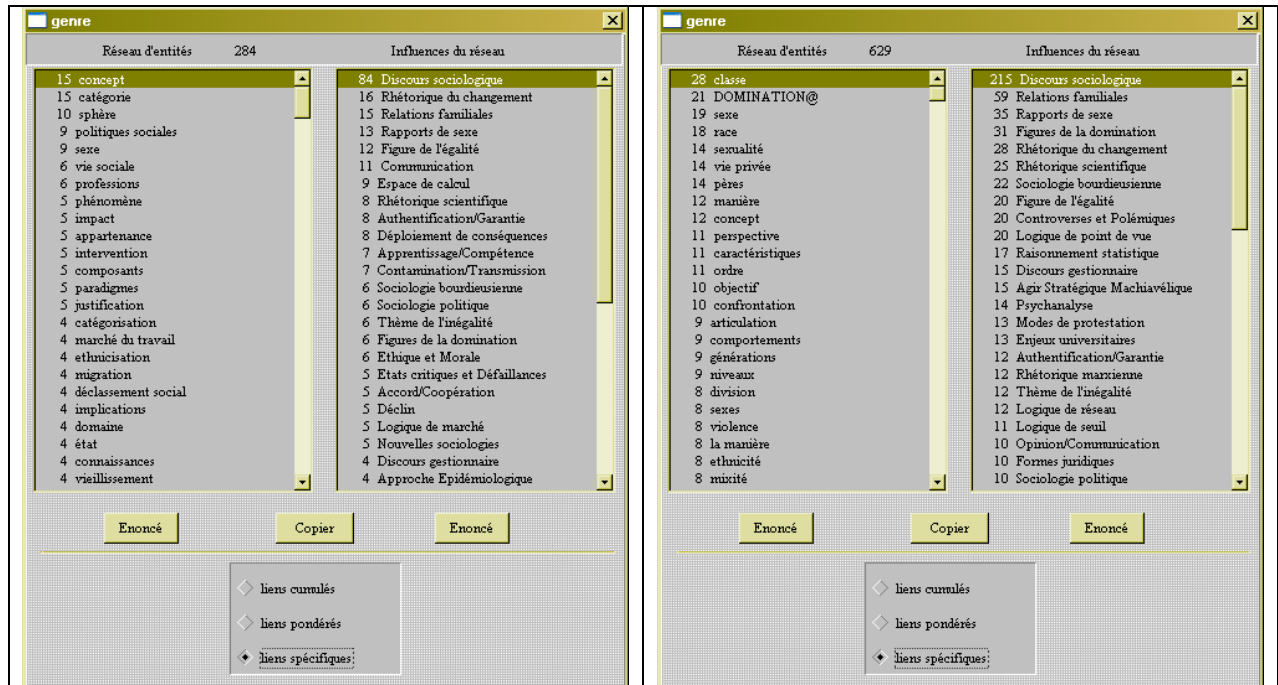 genre
Réseau d'entités 284 Influences du réseau
15 concept
15 catégorie
10 sphère
9 politiques sociales
9 sexe
6 vie sociale
6 professions
5 phénomène
5 impact
5 appartenance
5 intervention
5 composants
5 paradigmes
5 justification
4 catégorisation
4 marché du travail
4 ethnicisation
4 migration
4 déclassement social
4 implications
4 domaine
4 état
4 connaissances
4 vieillissement
84 Discours sociologique
16 Rhétorique du changement
15 Relations familiales
13 Rapports de sexe
12 Figure de l'égalité
11 Communication
9 Espace de calcul
8 Rhétorique scientifique
8 Authentification/Garantie
8 Déploiement de conséquences
7 Apprentissage/Compétence
7 Contamination/Transmission
6 Sociologie bourdieusienne
6 Sociologie politique
6 Thème de l'inégalité
6 Figures de la domination
6 Ethique et Morale
5 Etats critiques et Défaillances
5 Accord/Coopération
5 Déclin
5 Logique de marché
5 Nouvelles sociologies
4 Discours gestionnaire
4 Approche Epidémiologique
Enoncé Copier Enoncé
liens cumulés
liens pondérés
liens spécifiques
genre
Réseau d'entités 629 Influences du réseau
28 classe
21 DOMINATION@
19 sexe
18 race
14 sexualité
14 vie privée
14 pères
12 manière
12 concept
11 perspective
11 caractéristiques
11 ordre
10 objectif
10 confrontation
9 articulation
9 comportements
9 générations
9 niveaux
8 division
8 sexes
8 violence
8 la manière
8 ethnicité
8 mixité
215 Discours sociologique
59 Relations familiales
35 Rapports de sexe
31 Figures de la domination
28 Rhétorique du changement
25 Rhétorique scientifique
22 Sociologie bourdieusienne
20 Figure de l'égalité
20 Controverses et Polémiques
20 Logique de point de vue
17 Raisonnement statistique
15 Discours gestionnaire
15 Agir Stratégique Machiavélique
14 Psychanalyse
13 Modes de protestation
13 Enjeux universitaires
12 Authentification/Garantie
12 Rhétorique marxienne
12 Thème de l'inégalité
12 Logique de réseau
11 Logique de seuil
10 Opinion/Communication
10 Formes juridiques
10 Sociologie politique
Enoncé Copier Enoncé
liens cumulés
liens pondérés
liens spécifiques